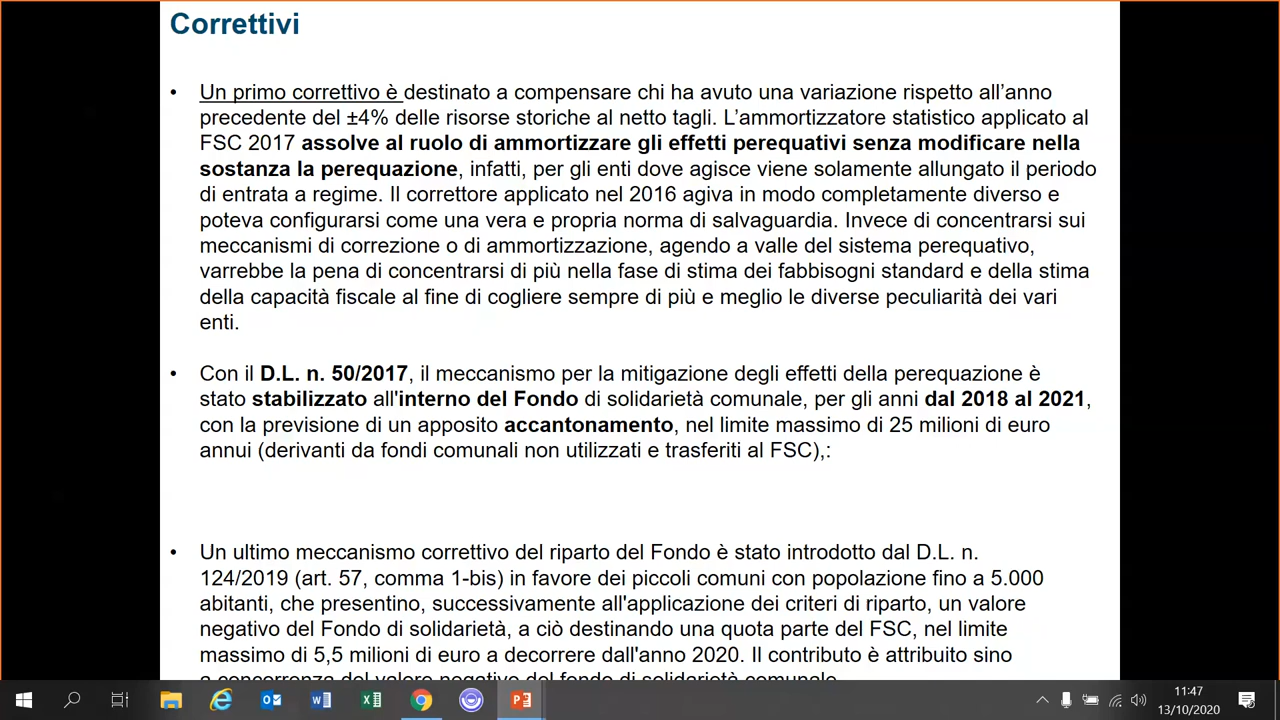 Correttivi
• Un primo correttivo è destinato a compensare chi ha avuto una variazione rispetto all’anno
precedente del ±4% delle risorse storiche al netto tagli. L’ammortizzatore statistico applicato al
FSC 2017 assolve al ruolo di ammortizzare gli effetti perequativi senza modificare nella
sostanza la perequazione, infatti, per gli enti dove agisce viene solamente allungato il periodo
di entrata a regime. Il correttore applicato nel 2016 agiva in modo completamente diverso e
poteva configurarsi come una vera e propria norma di salvaguardia. Invece di concentrarsi sui
meccanismi di correzione o di ammortizzazione, agendo a valle del sistema perequativo,
varrebbe la pena di concentrarsi di più nella fase di stima dei fabbisogni standard e della stima
della capacità fiscale al fine di cogliere sempre di più e meglio le diverse peculiarità dei vari
enti.
• Con il D.L. n. 50/2017, il meccanismo per la mitigazione degli effetti della perequazione è
stato stabilizzato all'interno del Fondo di solidarietà comunale, per gli anni dal 2018 al 2021,
con la previsione di un apposito accantonamento, nel limite massimo di 25 milioni di euro
annui (derivanti da fondi comunali non utilizzati e trasferiti al FSC),:
• Un ultimo meccanismo correttivo del riparto del Fondo è stato introdotto dal D.L. n.
124/2019 (art. 57, comma 1-bis) in favore dei piccoli comuni con popolazione fino a 5.000
abitanti, che presentino, successivamente all'applicazione dei criteri di riparto, un valore
negativo del Fondo di solidarietà, a ciò destinando una quota parte del FSC, nel limite
massimo di 5,5 milioni di euro a decorrere dall'anno 2020. Il contributo è attribuito sino
a concorrenza del valore negativo del fondo di solidarietà comunale
11:47
13/10/2020